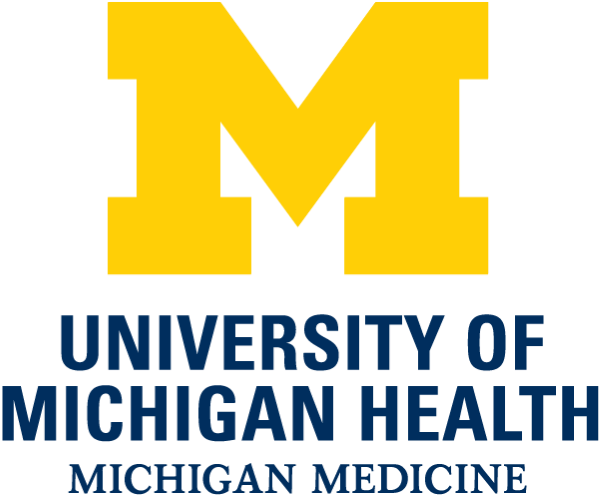 M
UNIVERSITY OF
MICHIGAN HEALTH
MICHIGAN MEDICINE